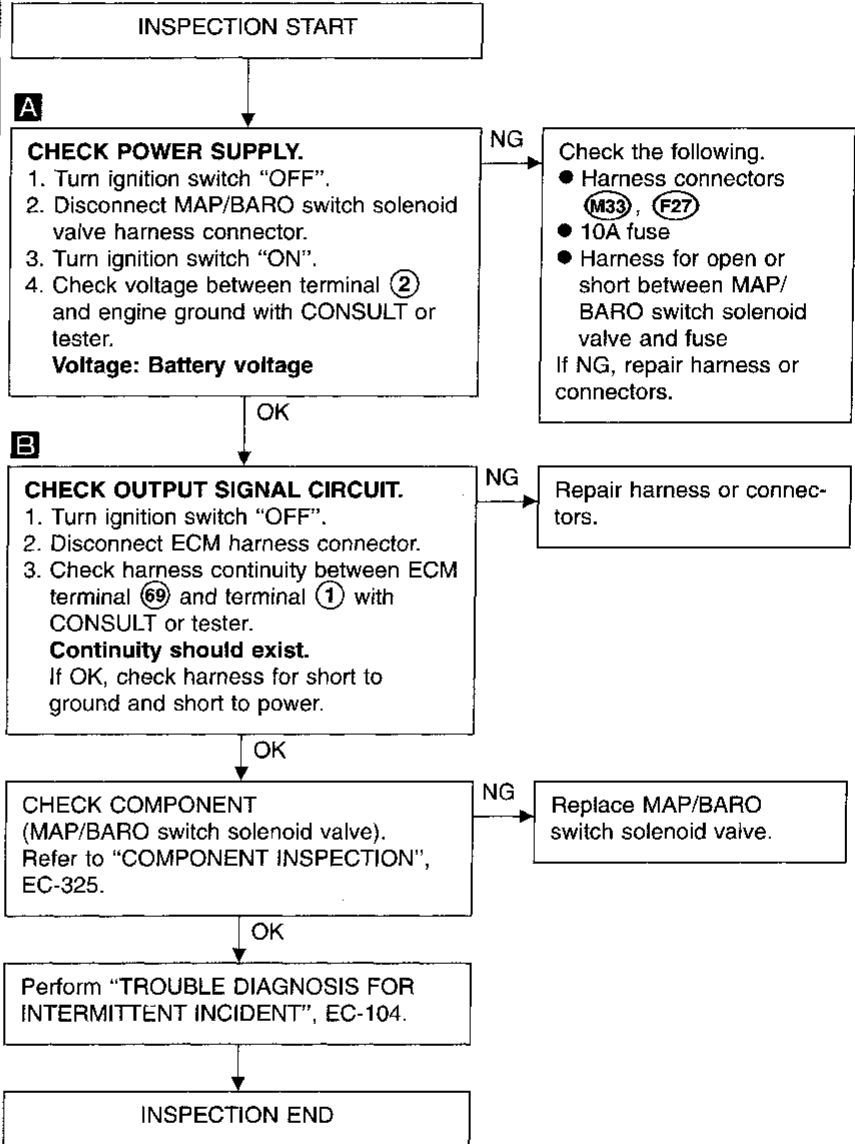 INSPECTION START
A
CHECK POWER SUPPLY.
1. Turn ignition switch “OFF”.
2. Disconnect MAP/BARO switch solenoid
valve harness connector.
3. Turn ignition switch “ON”.
4. Check voltage between terminal ②
and engine ground with CONSULT or
tester.
Voltage: Battery voltage
NG
Check the following.
● Harness connectors
M33, F27
● 10A fuse
● Harness for open or
short between MAP/
BARO switch solenoid
valve and fuse
If NG, repair harness or
connectors.
OK
B
CHECK OUTPUT SIGNAL CIRCUIT.
1. Turn ignition switch “OFF”.
2. Disconnect ECM harness connector.
3. Check harness continuity between ECM
terminal 69 and terminal ① with
CONSULT or tester.
Continuity should exist.
If OK, check harness for short to
ground and short to power.
NG
Repair harness or connec-
tors.
OK
CHECK COMPONENT
(MAP/BARO switch solenoid valve).
Refer to “COMPONENT INSPECTION”,
EC-325.
NG
Replace MAP/BARO
switch solenoid valve.
OK
Perform “TROUBLE DIAGNOSIS FOR
INTERMITTENT INCIDENT”, EC-104.
INSPECTION END